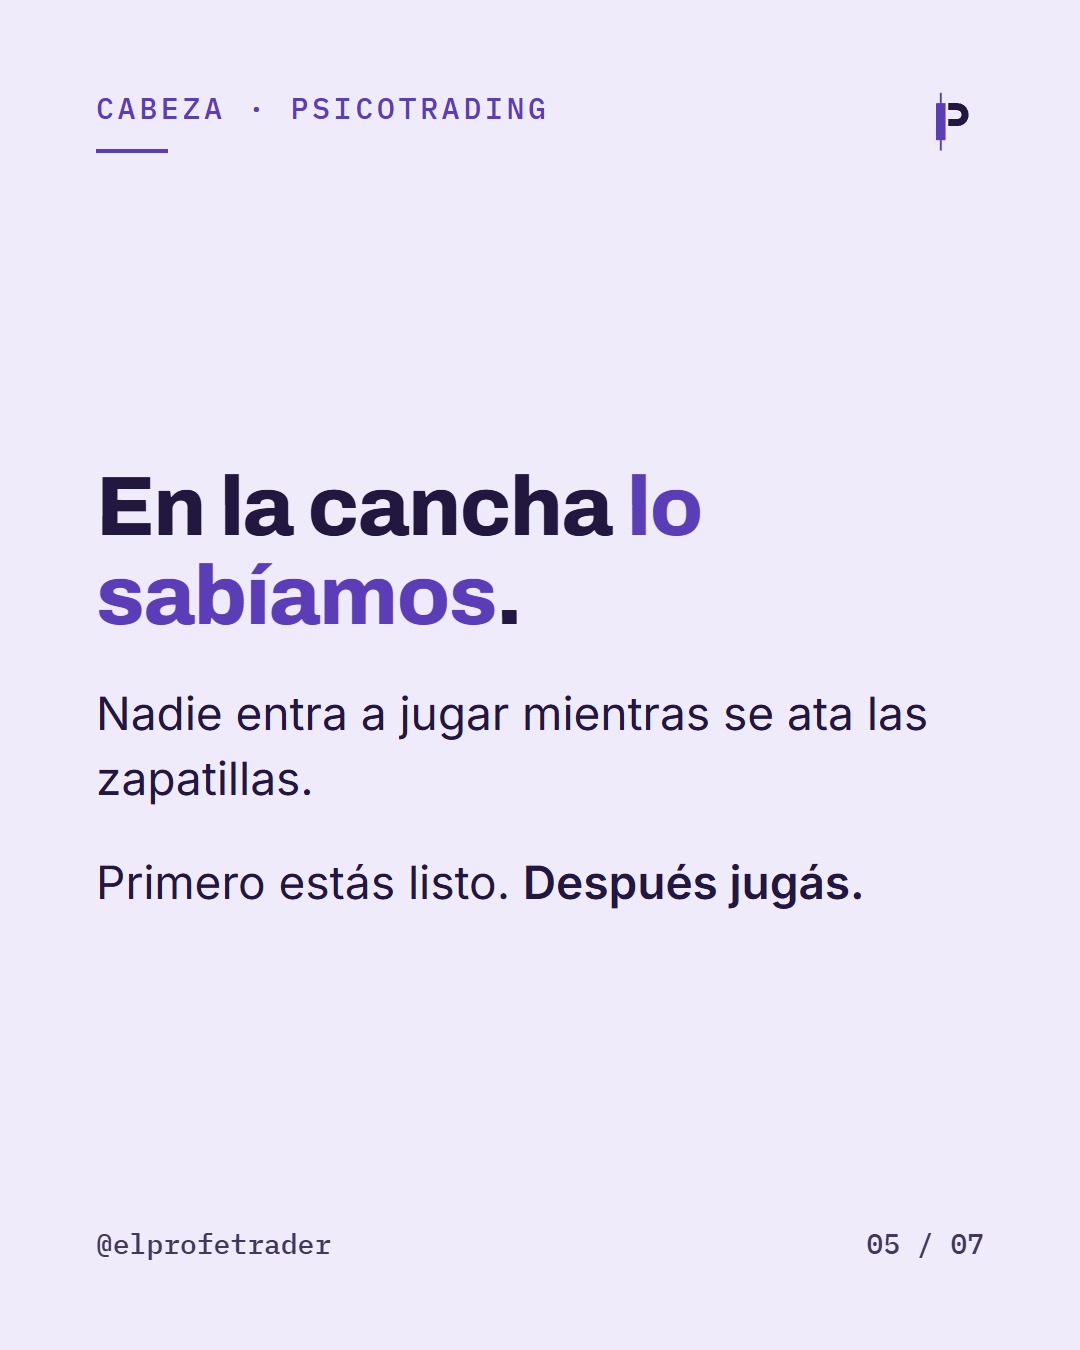 CABEZA · PSICOTRADING
En la cancha lo
sabíamos.
Nadie entra a jugar mientras se ata las
zapatillas.
Primero estás listo. Después jugás.
@elprofetrader
05 / 07